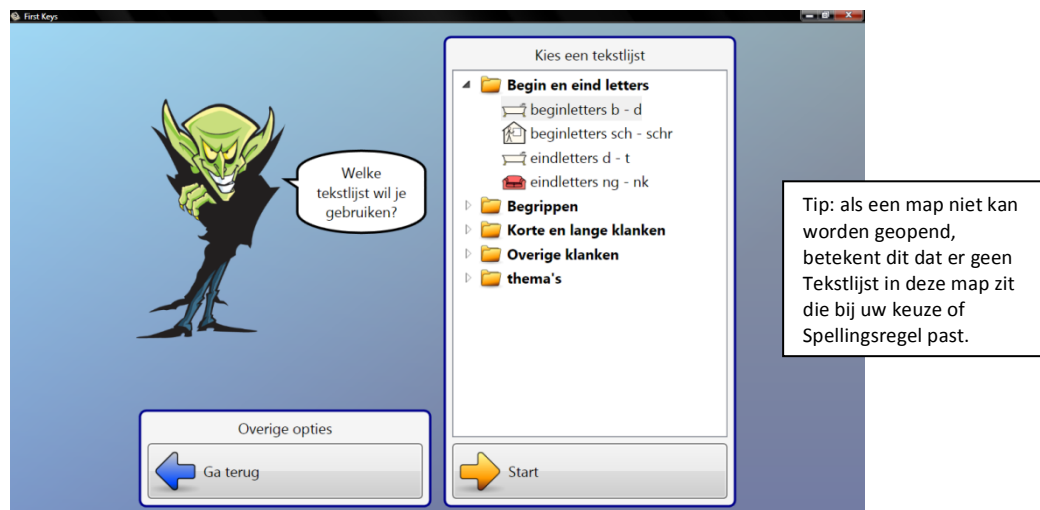 First Keys
Kies een tekstlijst
Begin en eind letters
beginletters b - d
beginletters sch - schr
eindletters d - t
eindletters ng - nk
Begrippen
Korte en lange klanken
Overige klanken
thema's
Welke
tekstlijst wil je
gebruiken?
Tip: als een map niet kan
worden geopend,
betekent dit dat er geen
Tekstlijst in deze map zit
die bij uw keuze of
Spellingsregel past.
Overige opties
Ga terug
Start